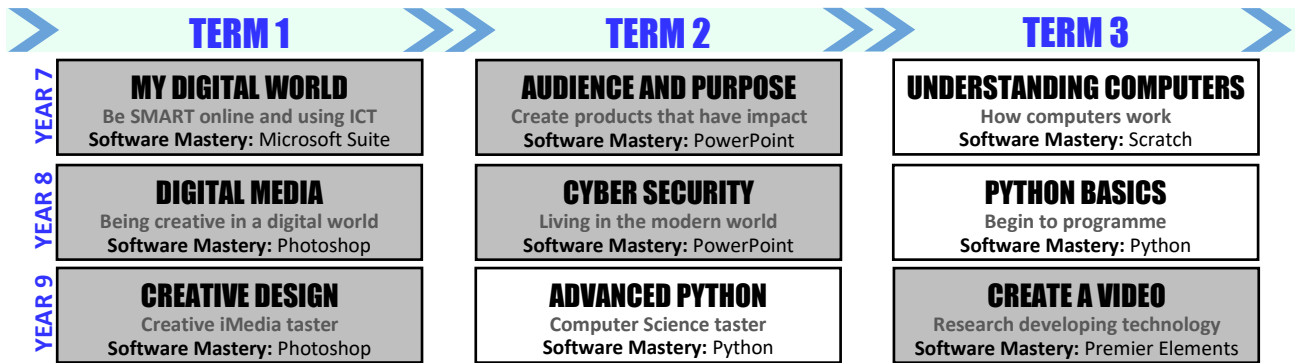 TERM 1
TERM 2
TERM 3
YEAR 7
MY DIGITAL WORLD
Be SMART online and using ICT
Software Mastery: Microsoft Suite
AUDIENCE AND PURPOSE
Create products that have impact
Software Mastery: PowerPoint
UNDERSTANDING COMPUTERS
How computers work
Software Mastery: Scratch
YEAR 8
DIGITAL MEDIA
Being creative in a digital world
Software Mastery: Photoshop
CYBER SECURITY
Living in the modern world
Software Mastery: PowerPoint
PYTHON BASICS
Begin to programme
Software Mastery: Python
YEAR 9
CREATIVE DESIGN
Creative iMedia taster
Software Mastery: Photoshop
ADVANCED PYTHON
Computer Science taster
Software Mastery: Python
CREATE A VIDEO
Research developing technology
Software Mastery: Premier Elements